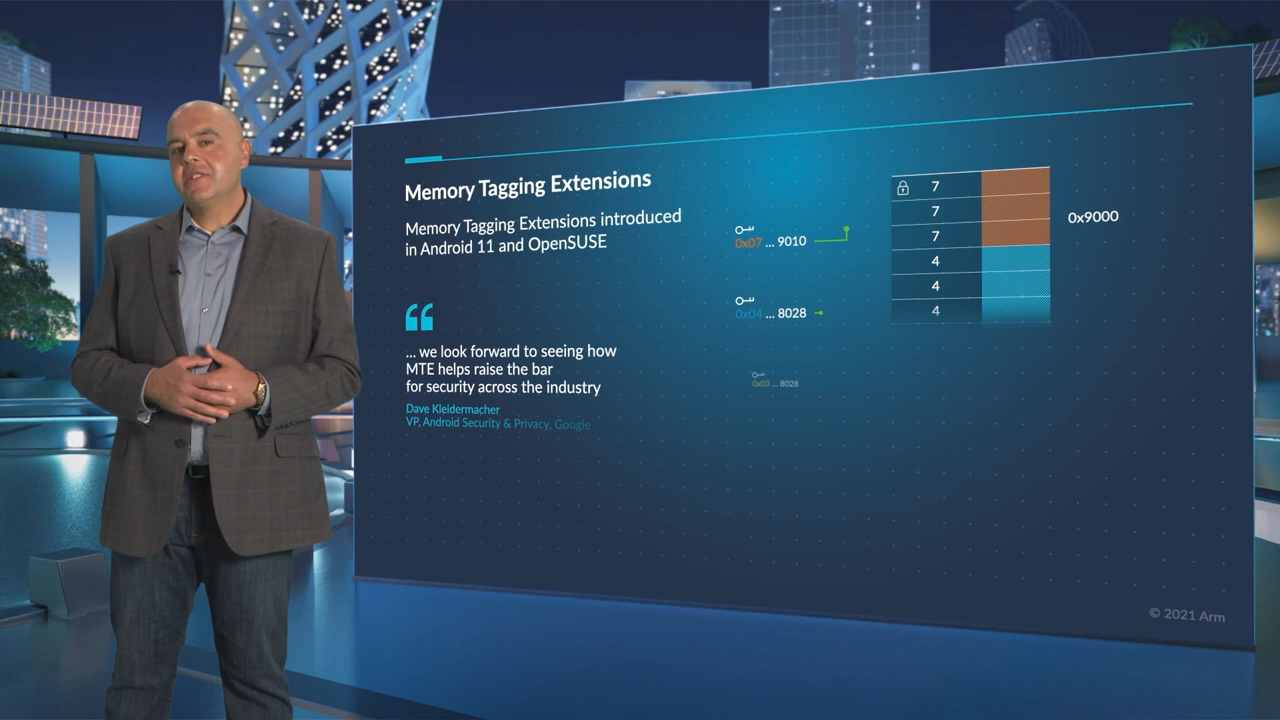 Memory Tagging Extensions
Memory Tagging Extensions introduced
in Android 11 and OpenSUSE
... we look forward to seeing how
MTE helps raise the bar
for security across the industry
Dave Kleidermacher
VP, Android Security & Privacy, Google
0x07 ... 9010
0x04 ... 8028
0x03 ... 8028
7
7
7
4
4
4
0x9000
© 2021 Arm